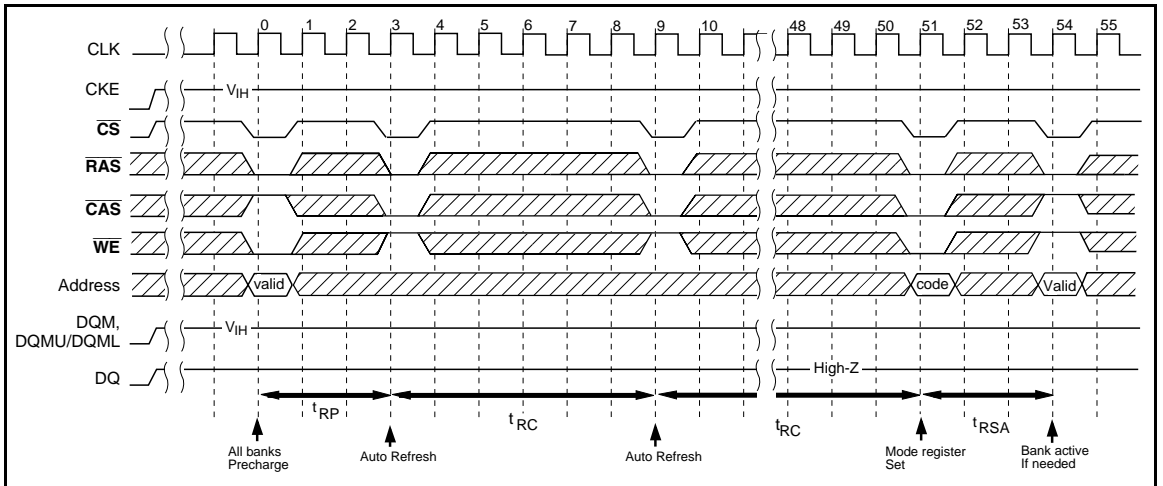 0 1 2 3 4 5 6 7 8 9 10 48 49 50 51 52 53 54 55
CLK
CKE VIH
CS
RAS
CAS
WE
Address valid code Valid
DQM,
DQMU/DQML VIH
DQ High-Z
tRP tRC tRC tRSA
All banks
Precharge
Auto Refresh
Auto Refresh
Mode register
Set
Bank active
If needed